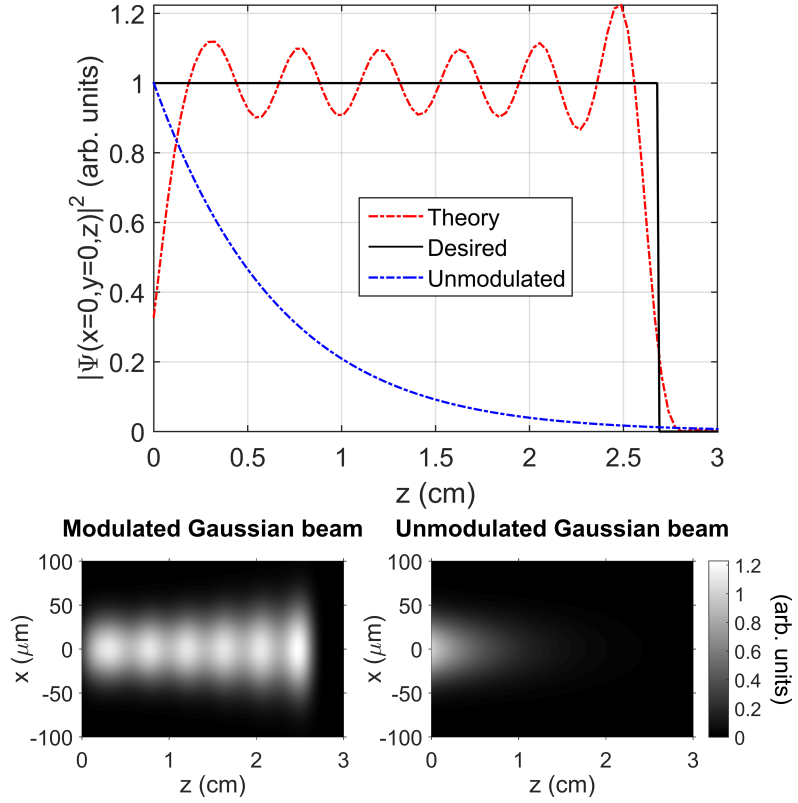 |Ψ(x=0,y=0,z)|² (arb. units)
1.2
1
0.8
0.6
0.4
0.2
0
Theory
Desired
Unmodulated
0 0.5 1 1.5 2 2.5 3
z (cm)
Modulated Gaussian beam
x (μm)
100
50
0
-50
-100
0 1 2 3
z (cm)
Unmodulated Gaussian beam
x (μm)
100
50
0
-50
-100
0 1 2 3
z (cm)
1.2
1
0.8
0.6
0.4
0.2
0
(arb. units)